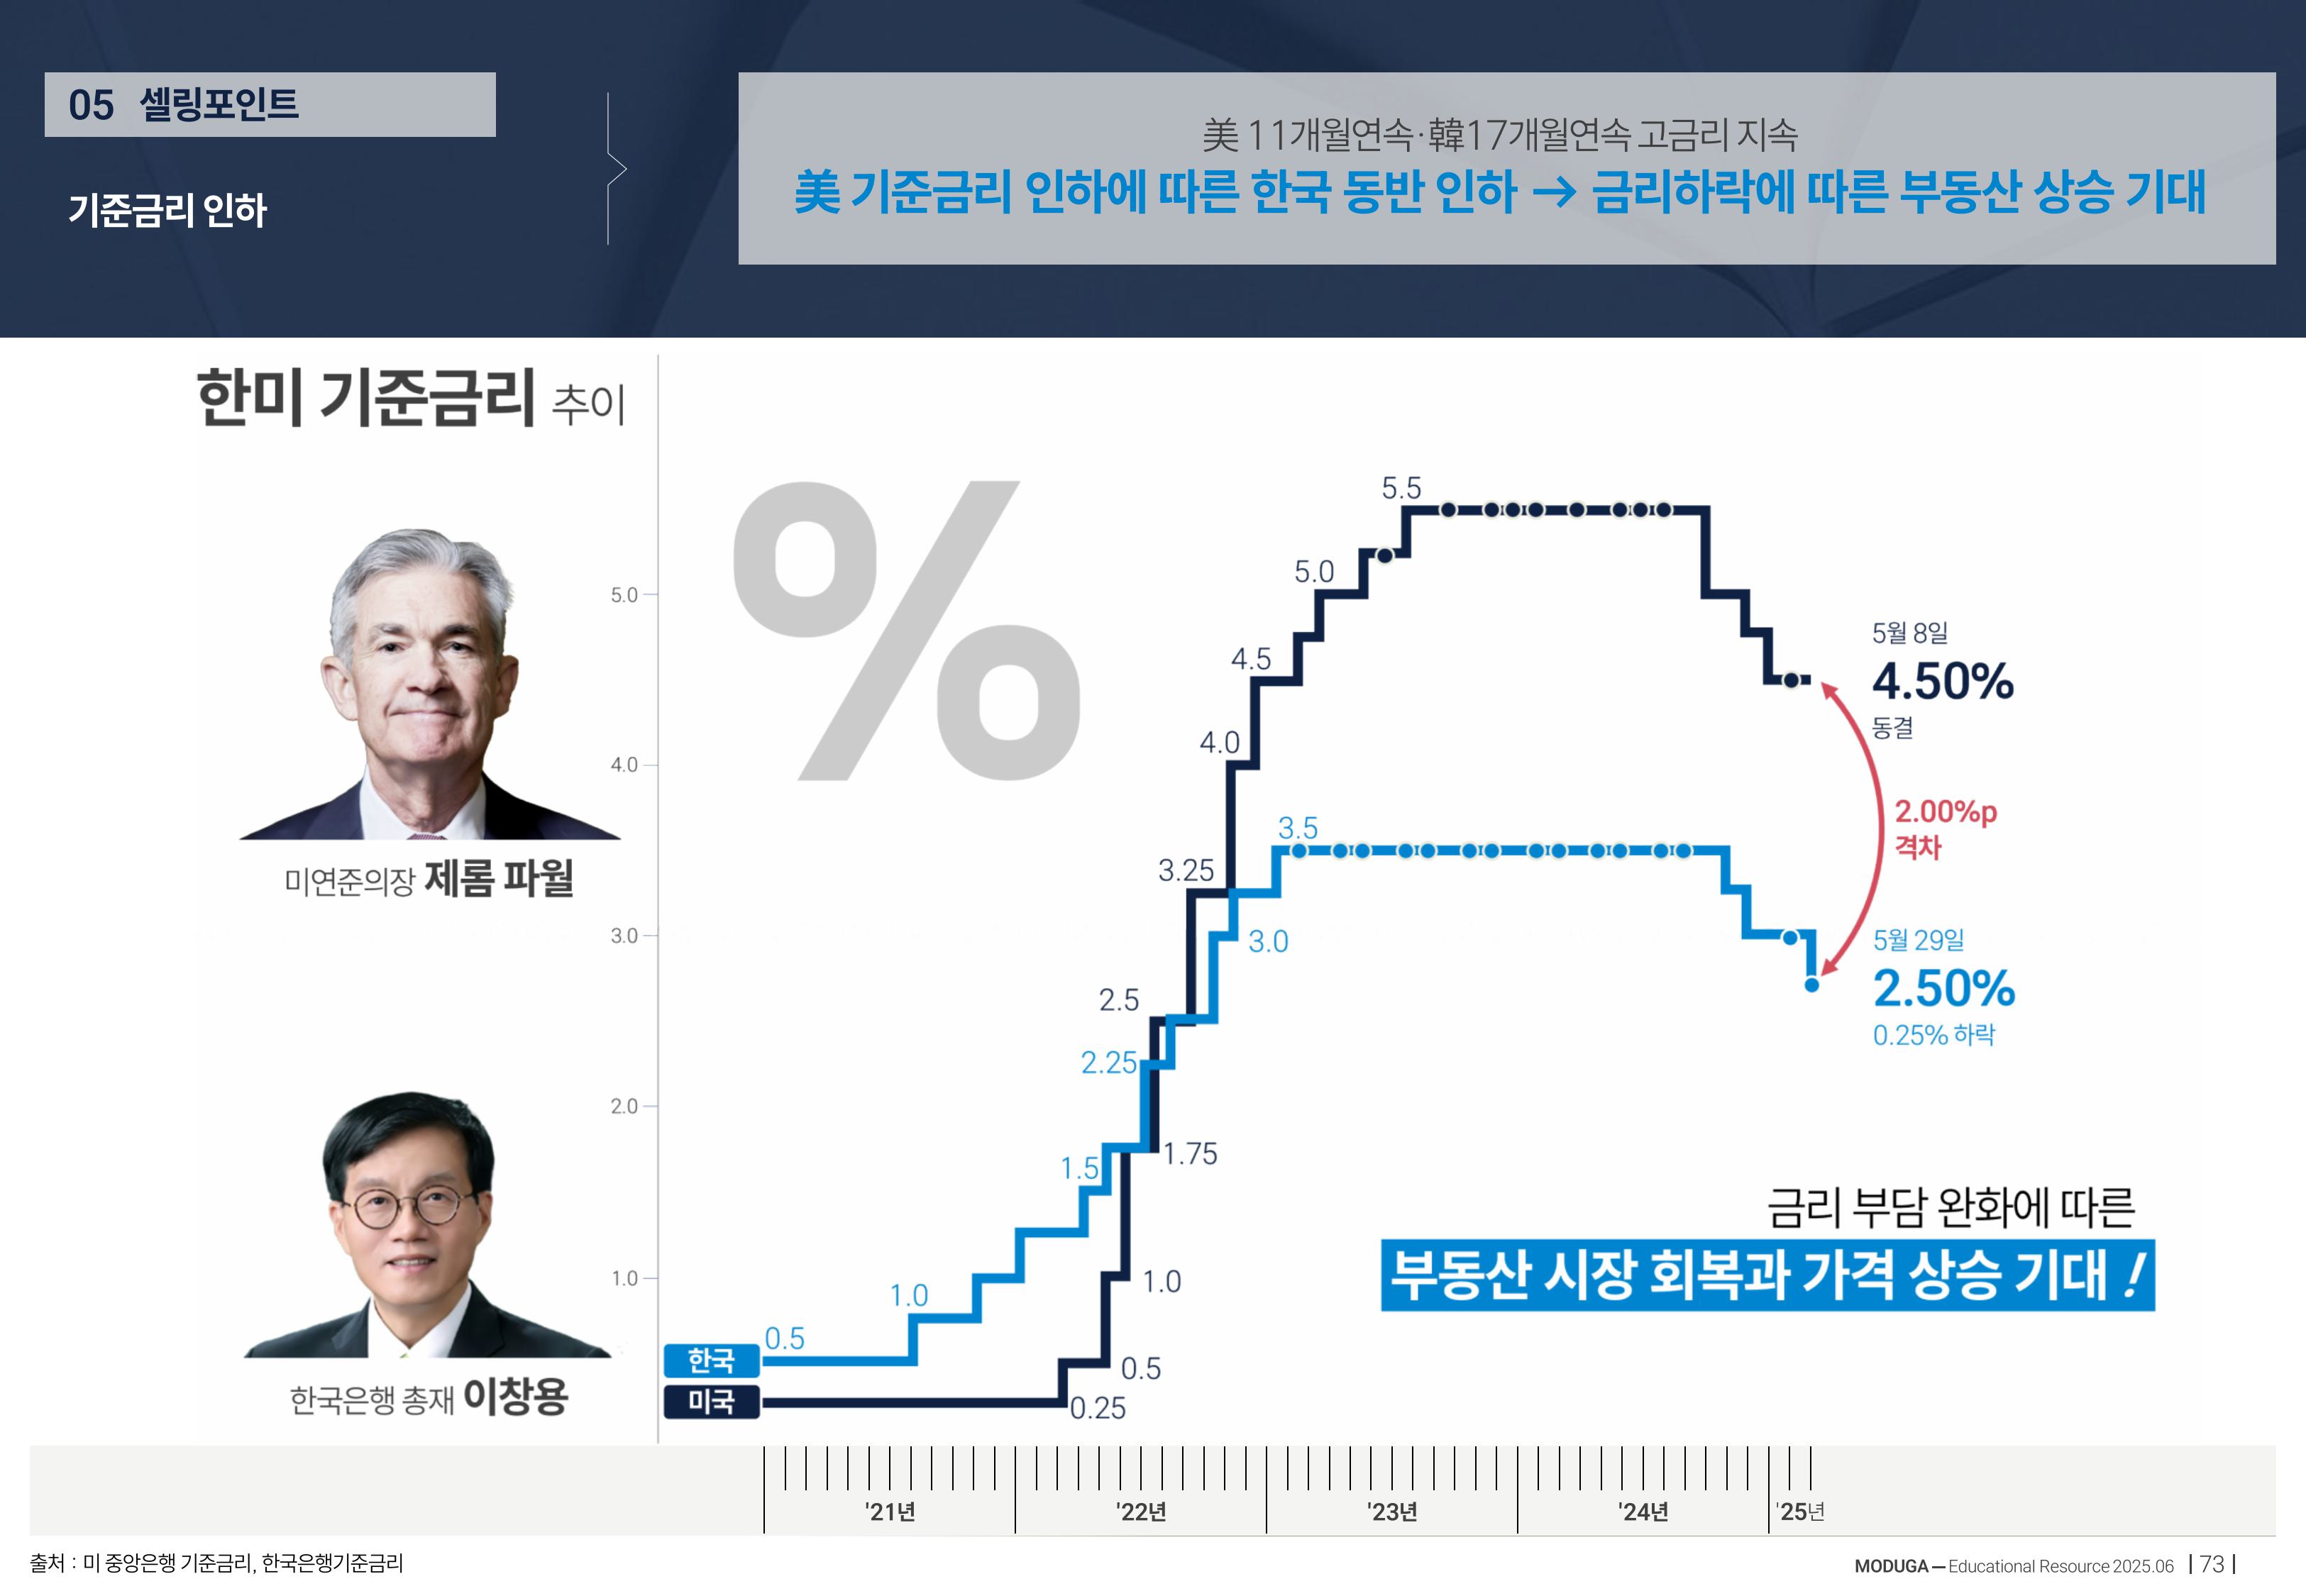 05 셀링포인트
기준금리 인하
美 11개월연속·韓17개월연속 고금리 지속
美 기준금리 인하에 따른 한국 동반 인하 → 금리하락에 따른 부동산 상승 기대
한미 기준금리 추이
%
미연준의장 제롬 파월
한국은행 총재 이창용
5.0
4.0
3.0
2.0
1.0
한국
미국
0.5
1.0
1.5
2.25
3.0
3.5
0.25
0.5
1.0
1.75
2.5
3.25
4.0
4.5
5.0
5.5
5월 8일
4.50%
동결
2.00%p
격차
5월 29일
2.50%
0.25% 하락
금리 부담 완화에 따른
부동산 시장 회복과 가격 상승 기대 !
'21년
'22년
'23년
'24년
'25년
출처 : 미 중앙은행 기준금리, 한국은행기준금리
MODUGA — Educational Resource 2025.06 | 73 |